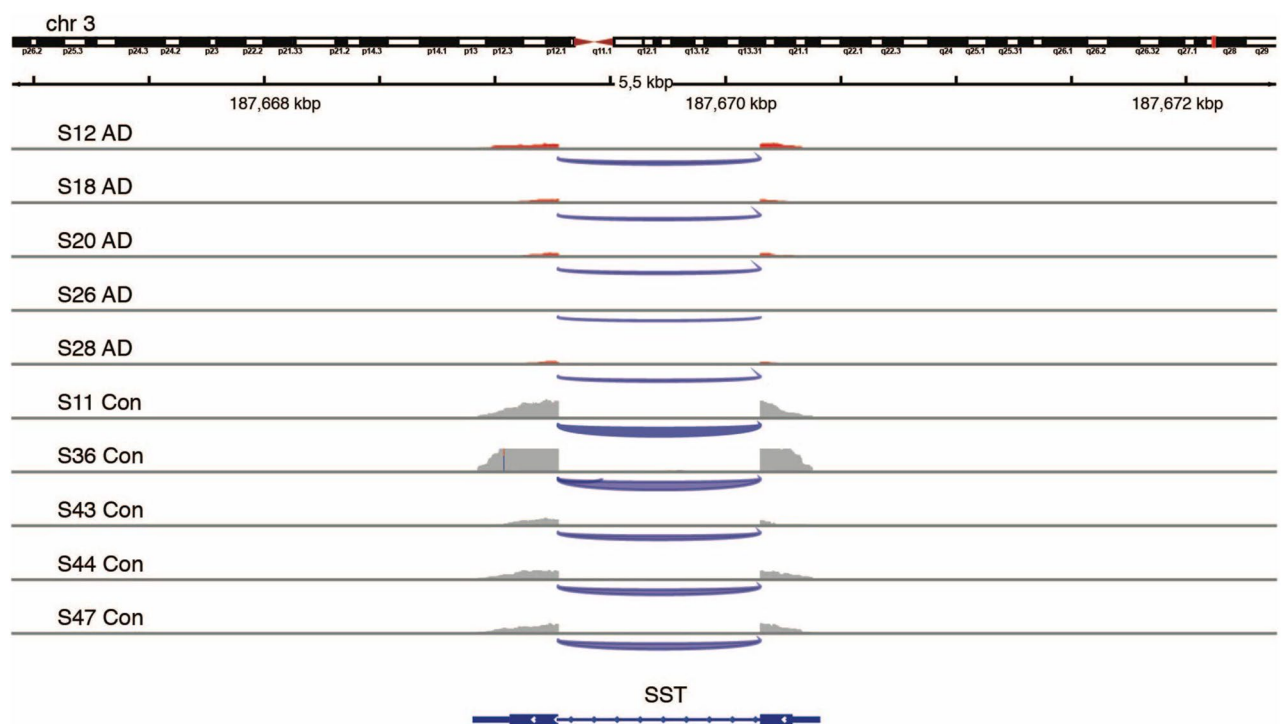 chr 3
p26.2 p25.3 p24.3 p24.2 p23 p22.2 p21.33 p21.2 p14.3 p14.1 p13 p12.3 p12.1 q11.1 q12.1 q13.12 q13.31 q21.1 q22.1 q22.3 q24 q25.1 q25.31 q26.1 q26.2 q26.32 q27.1 q28 q29
5,5 kbp
187,668 kbp 187,670 kbp 187,672 kbp
S12 AD
S18 AD
S20 AD
S26 AD
S28 AD
S11 Con
S36 Con
S43 Con
S44 Con
S47 Con
SST